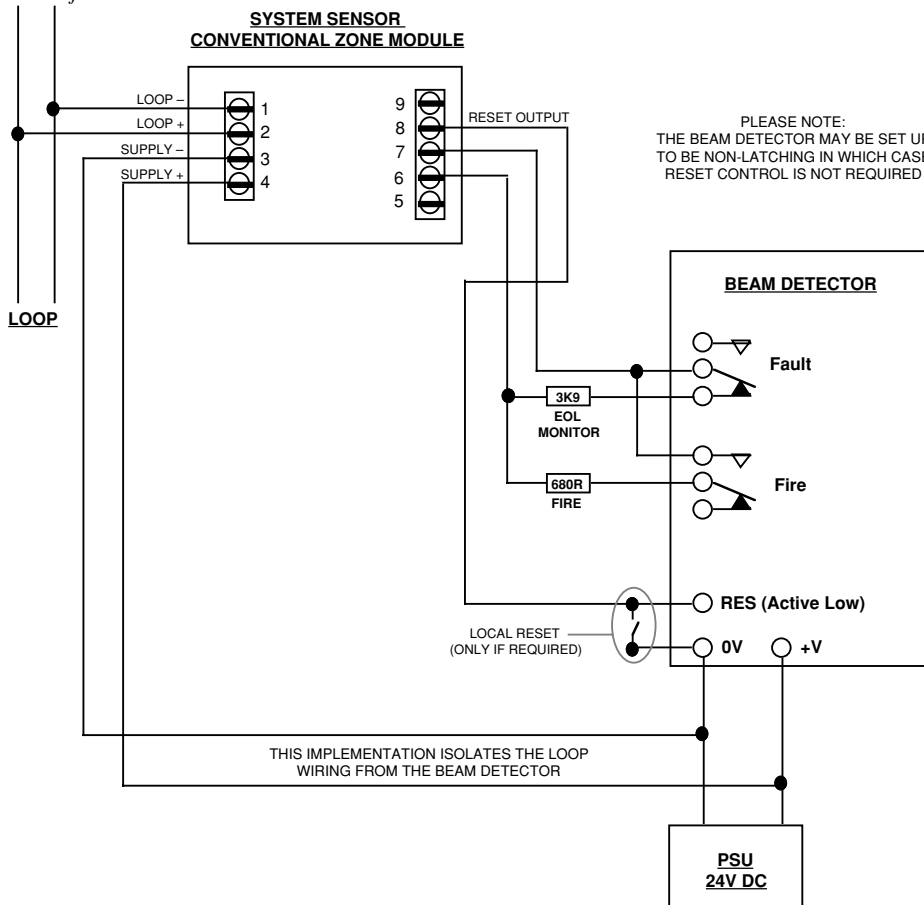 SYSTEM SENSOR
CONVENTIONAL ZONE MODULE
LOOP –
LOOP +
SUPPLY –
SUPPLY +
1
2
3
4
9
8
7
6
5
RESET OUTPUT
PLEASE NOTE:
THE BEAM DETECTOR MAY BE SET UP
TO BE NON-LATCHING IN WHICH CASE
RESET CONTROL IS NOT REQUIRED
LOOP
BEAM DETECTOR
Fault
3K9
EOL
MONITOR
Fire
680R
FIRE
RES (Active Low)
LOCAL RESET
(ONLY IF REQUIRED)
0V
+V
THIS IMPLEMENTATION ISOLATES THE LOOP
WIRING FROM THE BEAM DETECTOR
PSU
24V DC